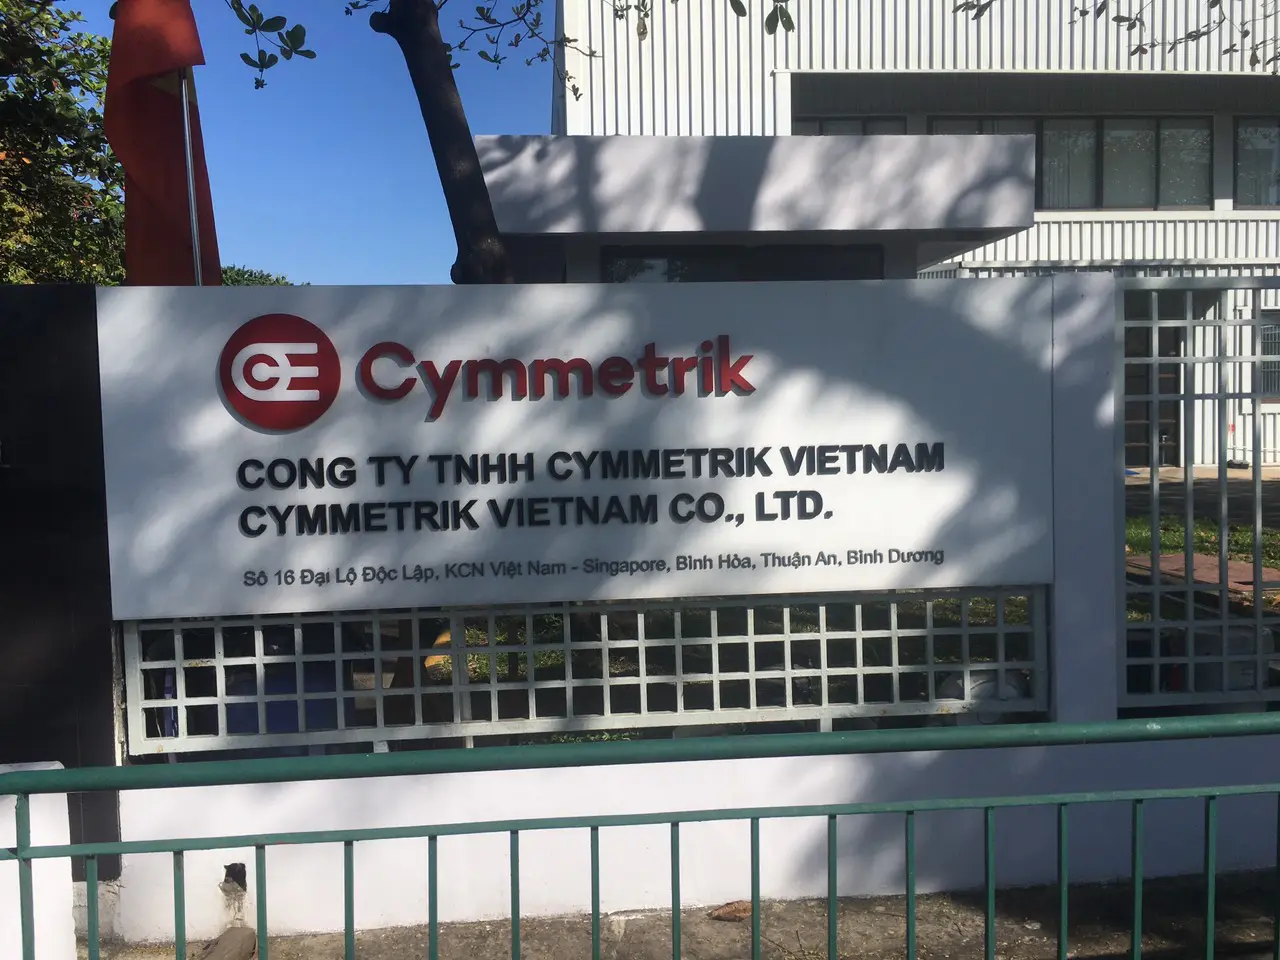 CE Cymmetrik
CONG TY TNHH CYMMETRIK VIETNAM
CYMMETRIK VIETNAM CO., LTD.
Số 16 Đại Lộ Độc Lập, KCN Việt Nam - Singapore, Bình Hòa, Thuận An, Bình Dương